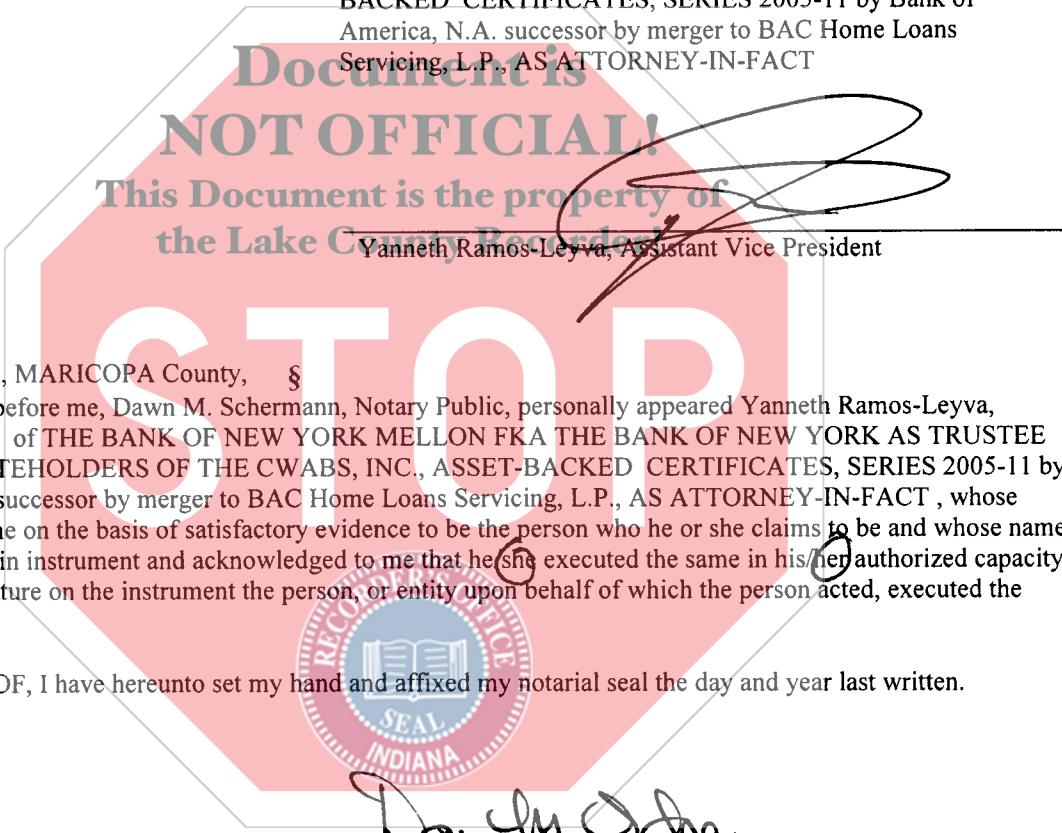 BACKED CERTIFICATES, SERIES 2005-11 by Bank of
America, N.A. successor by merger to BAC Home Loans
Servicing, L.P., AS ATTORNEY-IN-FACT
Document is
NOT OFFICIAL!
This Document is the property of
the Lake County Recorder!
Yanneth Ramos-Leyva, Assistant Vice President
STOP
, MARICOPA County, §
before me, Dawn M. Schermann, Notary Public, personally appeared Yanneth Ramos-Leyva,
of THE BANK OF NEW YORK MELLON FKA THE BANK OF NEW YORK AS TRUSTEE
TEHOLDERS OF THE CWABS, INC., ASSET-BACKED CERTIFICATES, SERIES 2005-11 by
successor by merger to BAC Home Loans Servicing, L.P., AS ATTORNEY-IN-FACT , whose
me on the basis of satisfactory evidence to be the person who he or she claims to be and whose name
in instrument and acknowledged to me that he/she executed the same in his/her authorized capacity
ture on the instrument the person, or entity upon behalf of which the person acted, executed the
OF, I have hereunto set my hand and affixed my notarial seal the day and year last written.
RECORDER'S OFFICE
SEAL
INDIANA